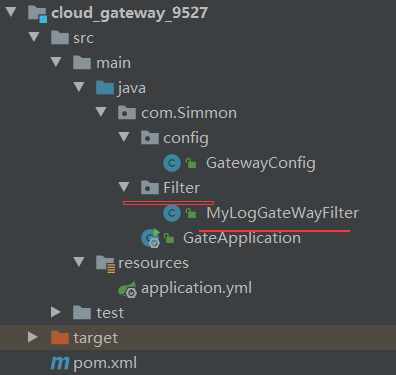 cloud_gateway_9527
src
main
java
com.Simmon
config
GatewayConfig
Filter
MyLogGateWayFilter
GateApplication
resources
application.yml
test
target
pom.xml